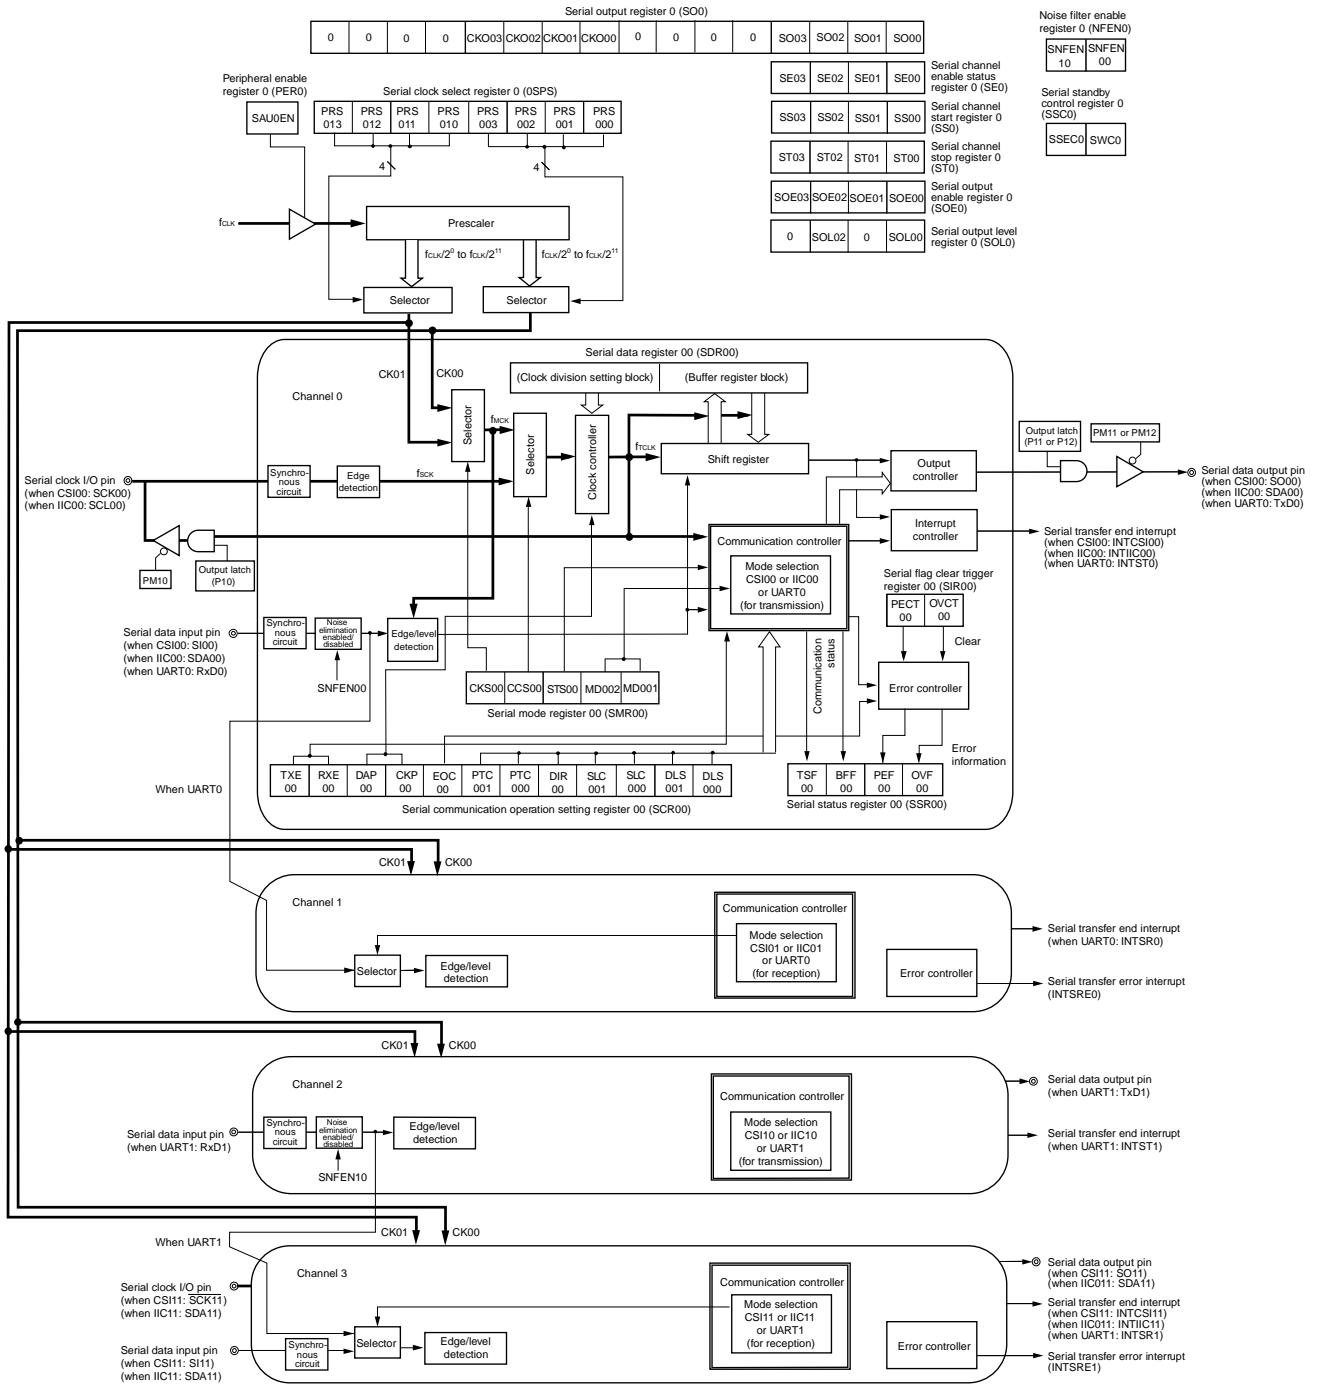 Serial output register 0 (SO0)
0 0 0 0 CKO03 CKO02 CKO01 CKO00 0 0 0 0 SO03 SO02 SO01 SO00
Noise filter enable
register 0 (NFEN0)
SNFEN
10
SNFEN
00
Peripheral enable
register 0 (PER0)
SAU0EN
Serial clock select register 0 (0SPS)
PRS
013
PRS
012
PRS
011
PRS
010
PRS
003
PRS
002
PRS
001
PRS
000
4
4
SE03 SE02 SE01 SE00
Serial channel
enable status
register 0 (SE0)
SS03 SS02 SS01 SS00
Serial channel
start register 0
(SS0)
ST03 ST02 ST01 ST00
Serial channel
stop register 0
(ST0)
SOE03 SOE02 SOE01 SOE00
Serial output
enable register 0
(SOE0)
0 SOL02 0 SOL00
Serial output level
register 0 (SOL0)
Serial standby
control register 0
(SSC0)
SSEC0 SWC0
fCLK
Prescaler
fCLK/2⁰ to fCLK/2¹¹
fCLK/2⁰ to fCLK/2¹¹
Selector
Selector
CK01
CK00
Channel 0
Serial data register 00 (SDR00)
(Clock division setting block)
(Buffer register block)
Selector
fMCK
Selector
Clock controller
fTCLK
Shift register
Output
controller
Output latch
(P11 or P12)
PM11 or PM12
Serial data output pin
(when CSI00: SO00)
(when IIC00: SDA00)
(when UART0: TxD0)
Serial clock I/O pin
(when CSI00: SCK00)
(when IIC00: SCL00)
Synchro-
nous
circuit
Edge
detection
fSCK
Interrupt
controller
Serial transfer end interrupt
(when CSI00: INTCSI00)
(when IIC00: INTIIC00)
(when UART0: INTST0)
PM10
Output latch
(P10)
Communication controller
Mode selection
CSI00 or IIC00
or UART0
(for transmission)
Serial flag clear trigger
register 00 (SIR00)
PECT
00
OVCT
00
Clear
Serial data input pin
(when CSI00: SI00)
(when IIC00: SDA00)
(when UART0: RxD0)
Synchro-
nous
circuit
Noise
elimination
enabled/
disabled
SNFEN00
Edge/level
detection
CKS00 CCS00 STS00 MD002 MD001
Serial mode register 00 (SMR00)
Communication
status
Error controller
Error
information
When UART0
TXE
00
RXE
00
DAP
00
CKP
00
EOC
00
PTC
001
PTC
000
DIR
00
SLC
001
SLC
000
DLS
001
DLS
000
Serial communication operation setting register 00 (SCR00)
TSF
00
BFF
00
PEF
00
OVF
00
Serial status register 00 (SSR00)
CK01
CK00
Channel 1
Selector
Edge/level
detection
Communication controller
Mode selection
CSI01 or IIC01
or UART0
(for reception)
Error controller
Serial transfer end interrupt
(when UART0: INTSR0)
Serial transfer error interrupt
(INTSRE0)
CK01
CK00
Channel 2
Serial data input pin
(when UART1: RxD1)
Synchro-
nous
circuit
Noise
elimination
enabled/
disabled
SNFEN10
Edge/level
detection
Communication controller
Mode selection
CSI10 or IIC10
or UART1
(for transmission)
Serial data output pin
(when UART1: TxD1)
Serial transfer end interrupt
(when UART1: INTST1)
When UART1
CK01
CK00
Channel 3
Serial clock I/O pin
(when CSI11: SCK11)
(when IIC11: SDA11)
Serial data input pin
(when CSI11: SI11)
(when IIC11: SDA11)
Synchro-
nous
circuit
Selector
Edge/level
detection
Communication controller
Mode selection
CSI11 or IIC11
or UART1
(for reception)
Error controller
Serial data output pin
(when CSI11: SO11)
(when IIC011: SDA11)
Serial transfer end interrupt
(when CSI11: INTCSI11)
(when IIC011: INTIIC11)
(when UART1: INTSR1)
Serial transfer error interrupt
(INTSRE1)